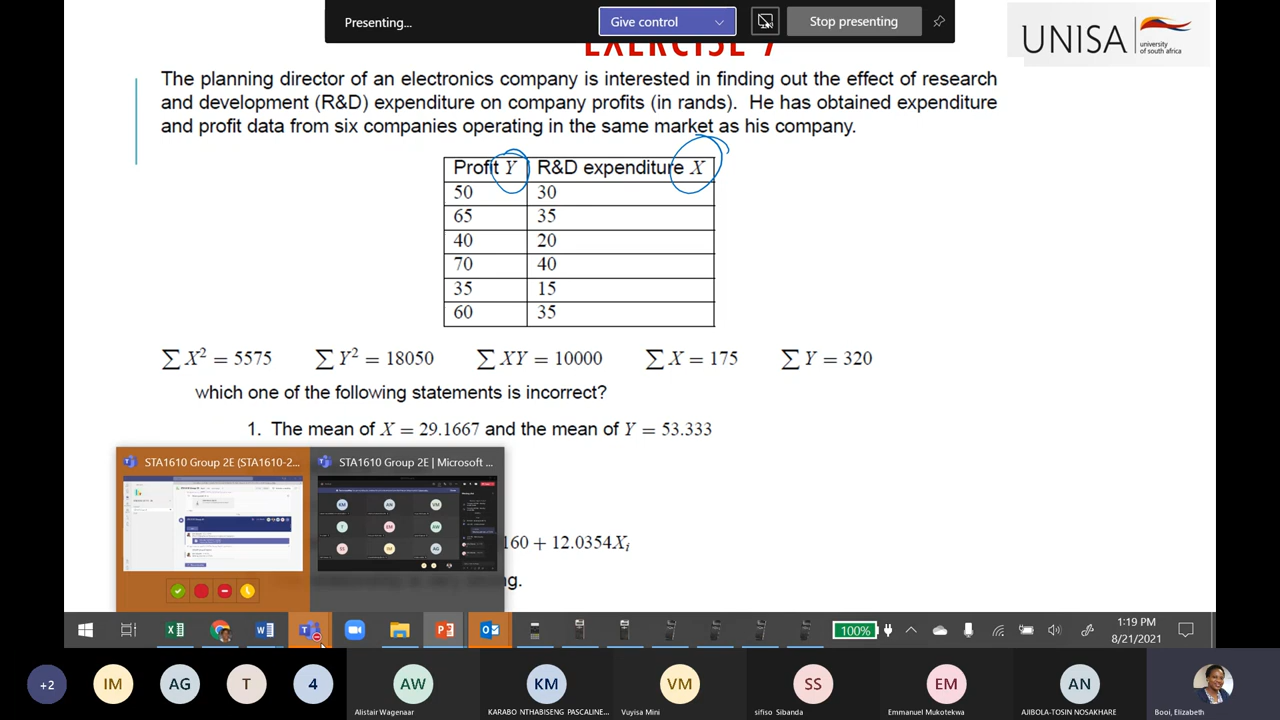 Presenting...
Give control
Stop presenting
EXERCISE 7
UNISA
university
of south africa
The planning director of an electronics company is interested in finding out the effect of research
and development (R&D) expenditure on company profits (in rands). He has obtained expenditure
and profit data from six companies operating in the same market as his company.
Profit Y R&D expenditure X
50 30
65 35
40 20
70 40
35 15
60 35
∑ X² = 5575 ∑ Y² = 18050 ∑ XY = 10000 ∑ X = 175 ∑ Y = 320
which one of the following statements is incorrect?
1. The mean of X = 29.1667 and the mean of Y = 53.333
STA1610 Group 2E (STA1610-2... STA1610 Group 2E | Microsoft ...
160 + 12.0354Xᵢ
100%
1:19 PM
8/21/2021
+2 IM AG T 4 AW KM VM SS EM AN
Alistair Wagenaar KARABO NTHABISENG PASCALINE... Vuyisa Mini sifiso Sibanda Emmanuel Mukotekwa AJIBOLA-TOSIN NOSAKHARE Booi, Elizabeth